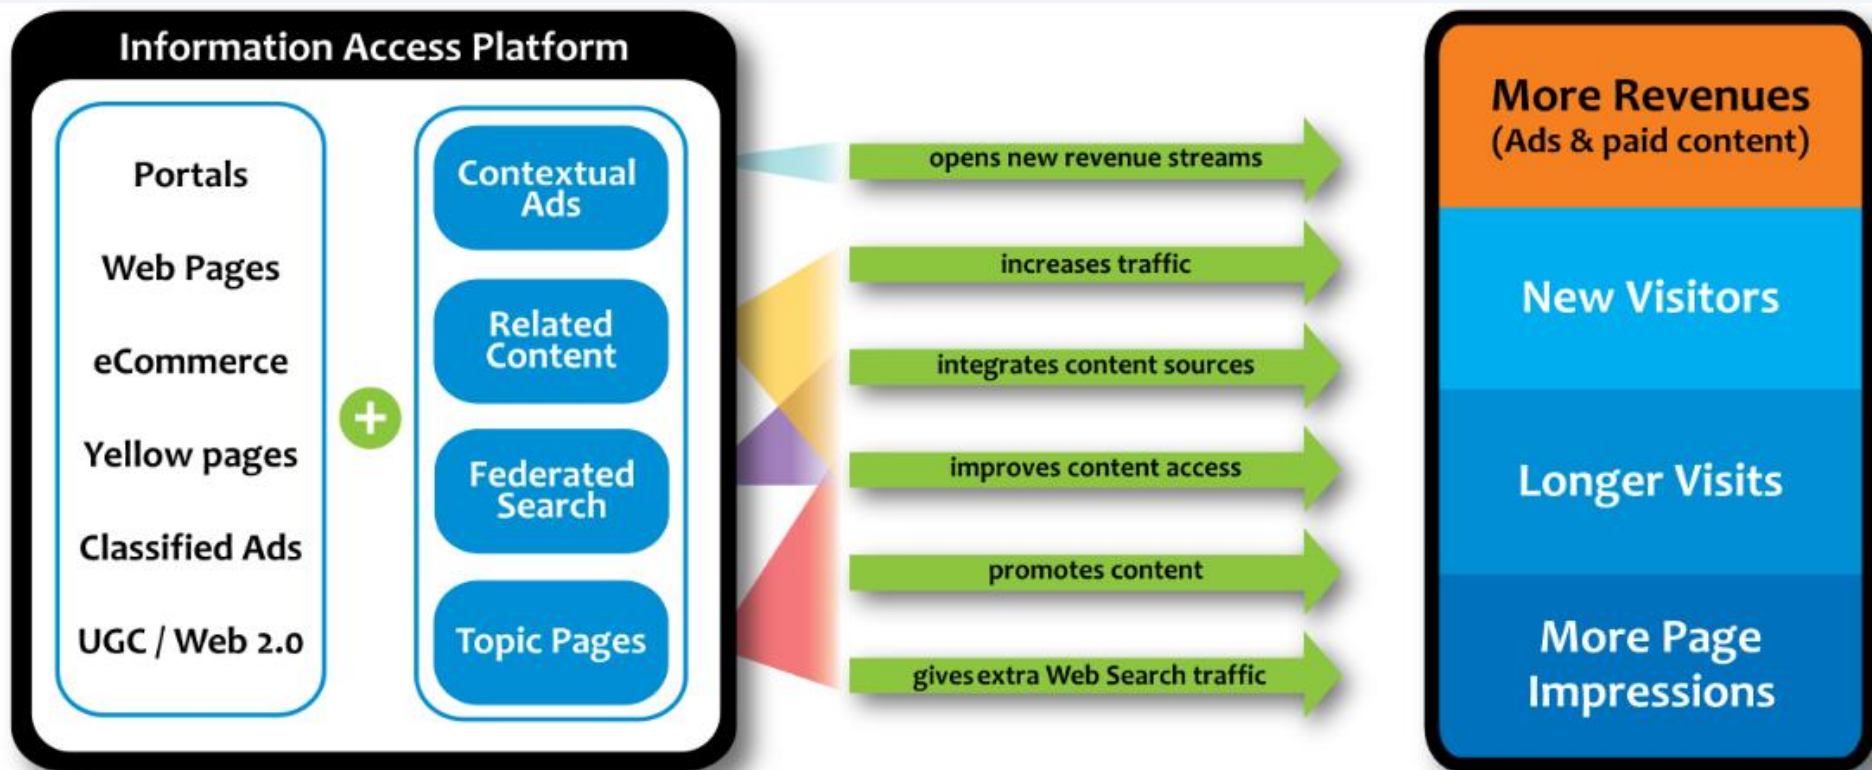 Information Access Platform
Portals
Web Pages
eCommerce
Yellow pages
Classified Ads
UGC / Web 2.0
+
Contextual
Ads
Related
Content
Federated
Search
Topic Pages
opens new revenue streams
increases traffic
integrates content sources
improves content access
promotes content
gives extra Web Search traffic
More Revenues
(Ads & paid content)
New Visitors
Longer Visits
More Page
Impressions